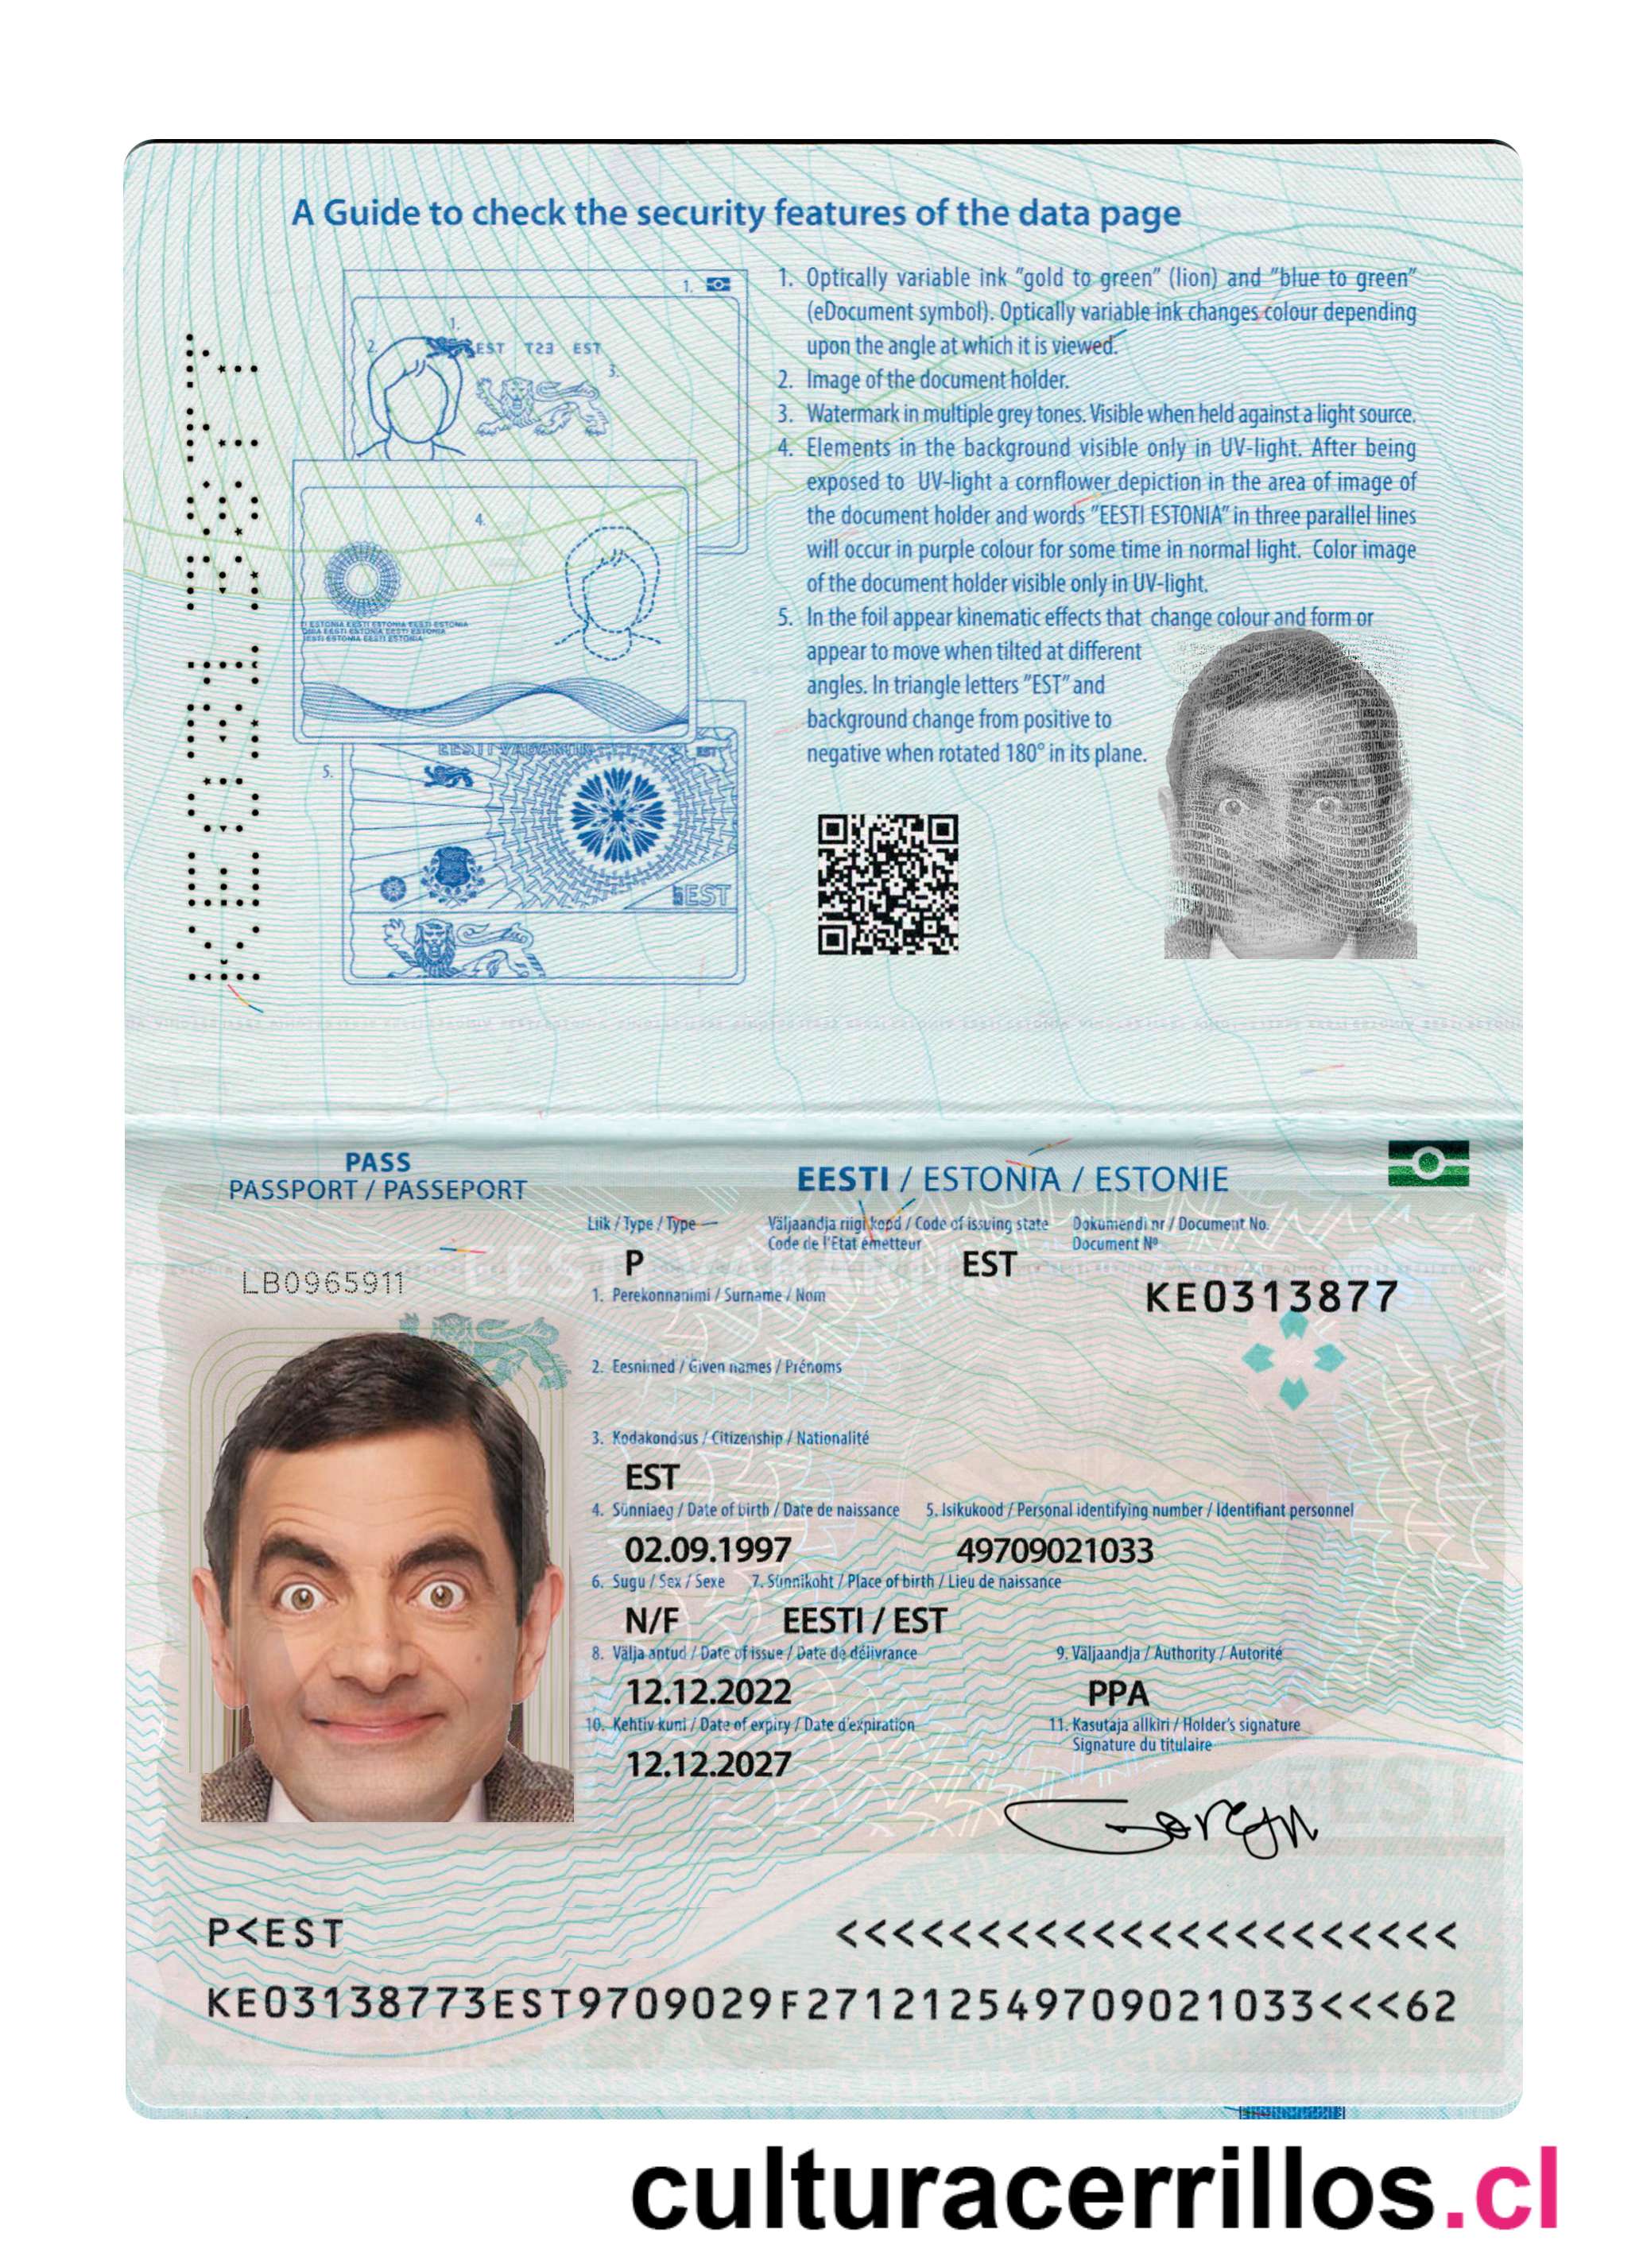 A Guide to check the security features of the data page
1. Optically variable ink "gold to green" (lion) and "blue to green"
(eDocument symbol). Optically variable ink changes colour depending
upon the angle at which it is viewed.
2. Image of the document holder.
3. Watermark in multiple grey tones. Visible when held against a light source.
4. Elements in the background visible only in UV-light. After being
exposed to UV-light a cornflower depiction in the area of image of
the document holder and words "EESTI ESTONIA" in three parallel lines
will occur in purple colour for some time in normal light. Color image
of the document holder visible only in UV-light.
5. In the foil appear kinematic effects that change colour and form or
appear to move when tilted at different
angles. In triangle letters "EST" and
background change from positive to
negative when rotated 180° in its plane.
1.
1.
2.
EST T23 EST
3.
4.
5.
EST
PASS
PASSPORT / PASSEPORT
EESTI / ESTONIA / ESTONIE
Liik / Type / Type
Väljaandja riigi kood / Code of issuing state
Code de l'Etat émetteur
Dokumendi nr / Document No.
Document Nº
P
EST
KE0313877
LB0965911
1. Perekonnanimi / Surname / Nom
2. Eesnimed / Given names / Prénoms
3. Kodakondsus / Citizenship / Nationalité
EST
4. Sünniaeg / Date of birth / Date de naissance
5. Isikukood / Personal identifying number / Identifiant personnel
02.09.1997
49709021033
6. Sugu / Sex / Sexe
7. Sünnikoht / Place of birth / Lieu de naissance
N/F
EESTI / EST
8. Välja antud / Date of issue / Date de délivrance
9. Väljaandja / Authority / Autorité
12.12.2022
PPA
10. Kehtiv kuni / Date of expiry / Date d'expiration
11. Kasutaja allkiri / Holder's signature
Signature du titulaire
12.12.2027
P<EST <<<<<<<<<<<<<<<<<<<<<<
KE03138773EST9709029F271212549709021033<<<62
culturacerrillos.cl